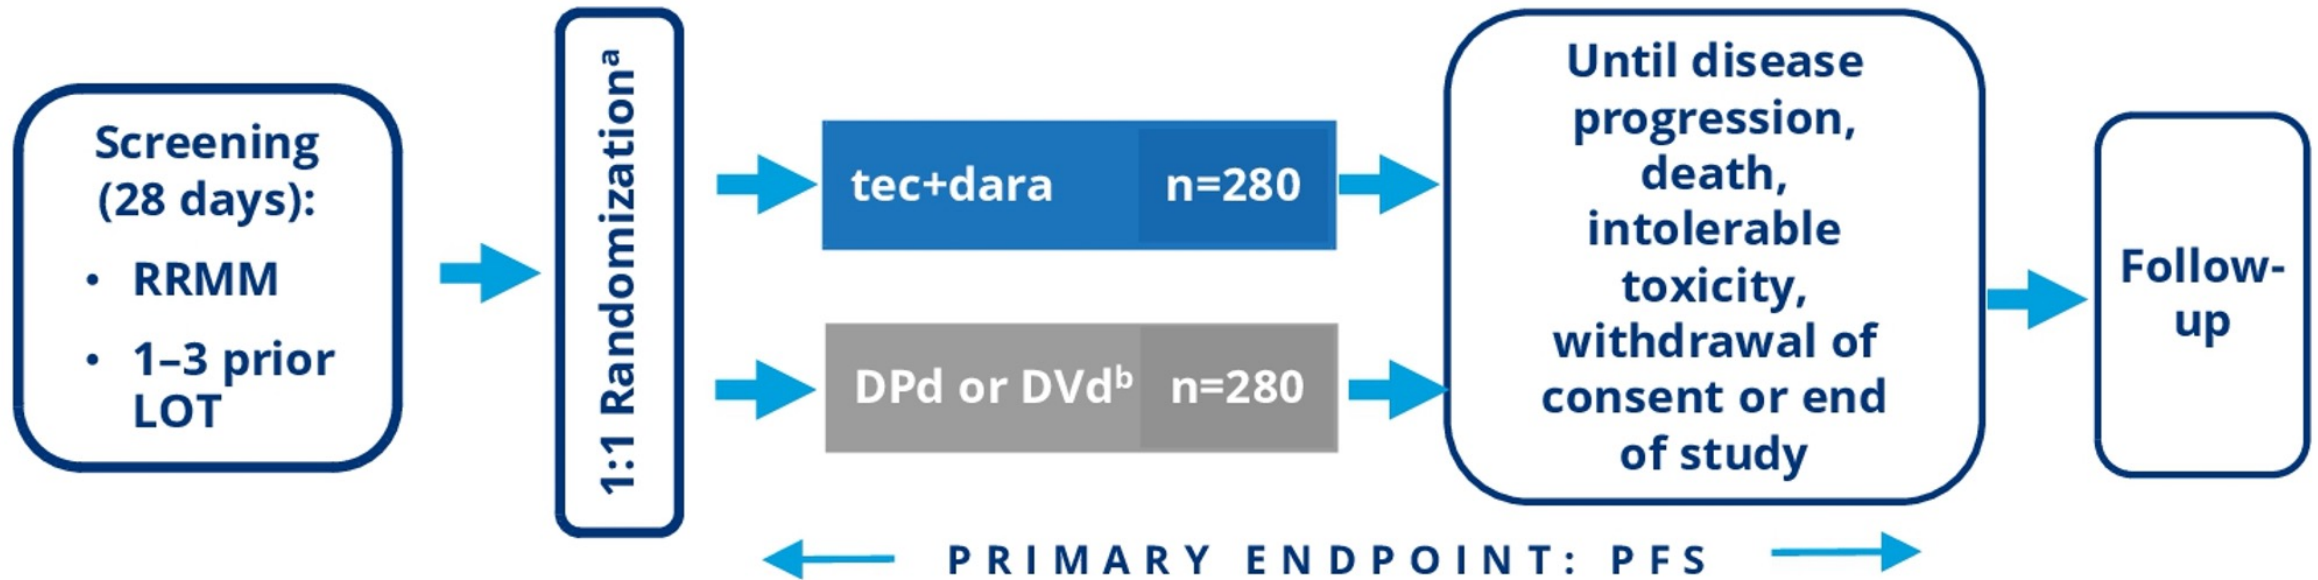 Screening
(28 days):
• RRMM
• 1–3 prior
LOT
1:1 Randomizationᵃ
tec+dara n=280
DPd or DVdᵇ n=280
Until disease
progression,
death,
intolerable
toxicity,
withdrawal of
consent or end
of study
Follow-
up
PRIMARY ENDPOINT: PFS